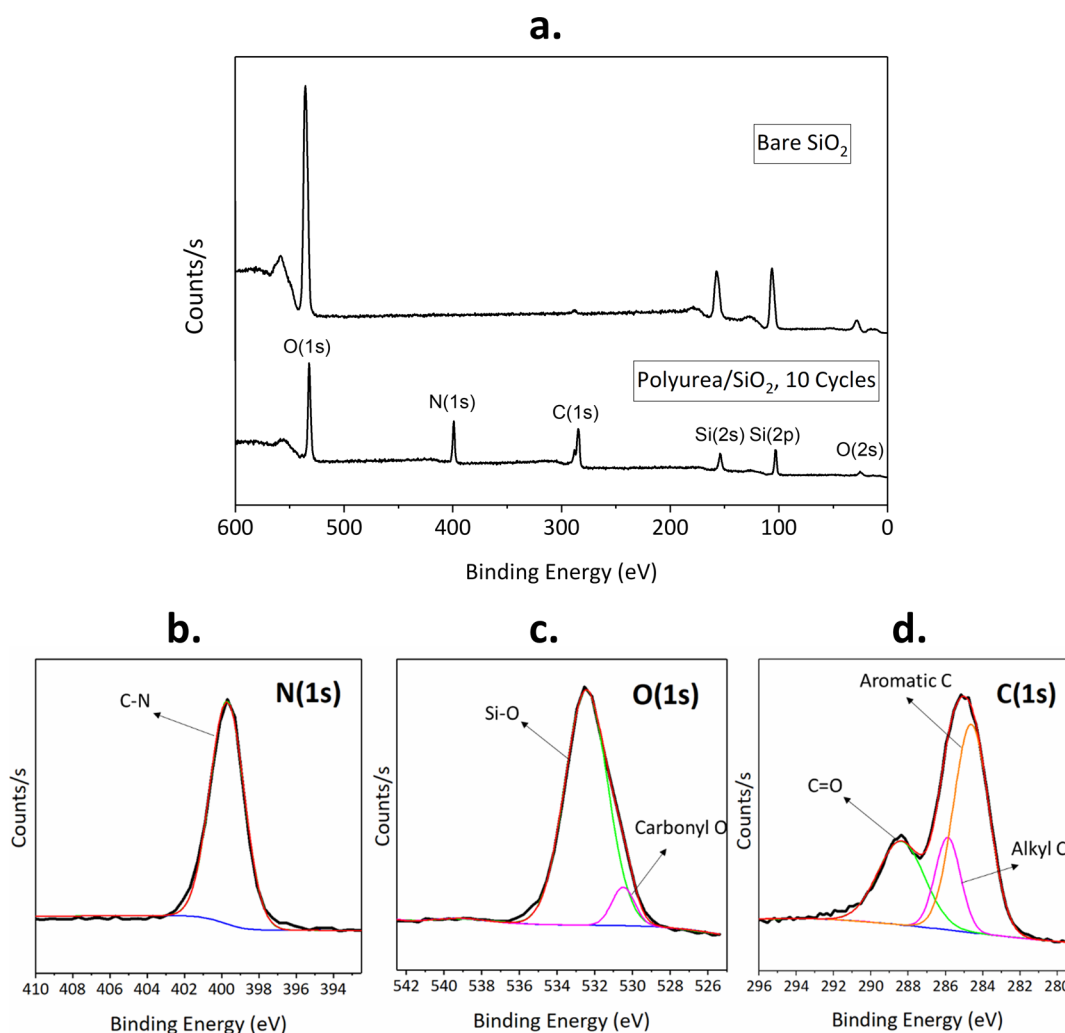 a.
Bare SiO₂
Counts/s
O(1s)
Polyurea/SiO₂, 10 Cycles
N(1s)
C(1s)
Si(2s)
Si(2p)
O(2s)
600 500 400 300 200 100 0
Binding Energy (eV)
b.
N(1s)
C-N
Counts/s
410 408 406 404 402 400 398 396 394
Binding Energy (eV)
c.
O(1s)
Si-O
Carbonyl O
Counts/s
542 540 538 536 534 532 530 528 526
Binding Energy (eV)
d.
Aromatic C
C(1s)
C=O
Alkyl C
Counts/s
296 294 292 290 288 286 284 282 280
Binding Energy (eV)